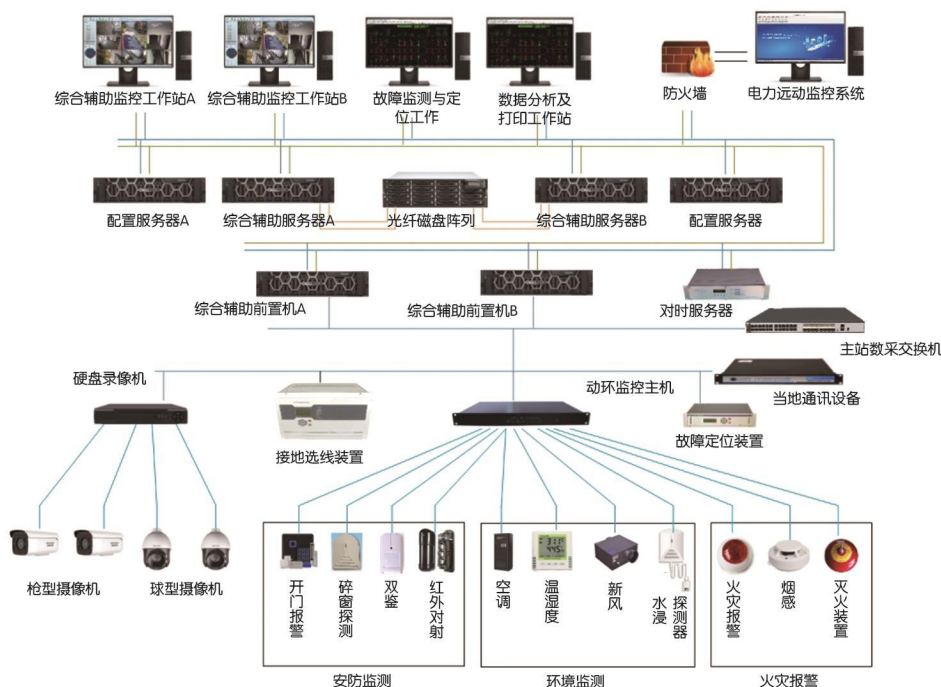 综合辅助监控工作站A
综合辅助监控工作站B
故障监测与定
位工作
数据分析及
打印工作站
防火墙
电力远动监控系统
配置服务器A
综合辅助服务器A
光纤磁盘阵列
综合辅助服务器B
配置服务器
综合辅助前置机A
综合辅助前置机B
对时服务器
主站数采交换机
硬盘录像机
动环监控主机
当地通讯设备
接地选线装置
故障定位装置
枪型摄像机
球型摄像机
开门报警
碎窗探测
双鉴
红外对射
空调
温湿度
新风
水浸
探测器
火灾报警
烟感
灭火装置
安防监测
环境监测
火灾报警